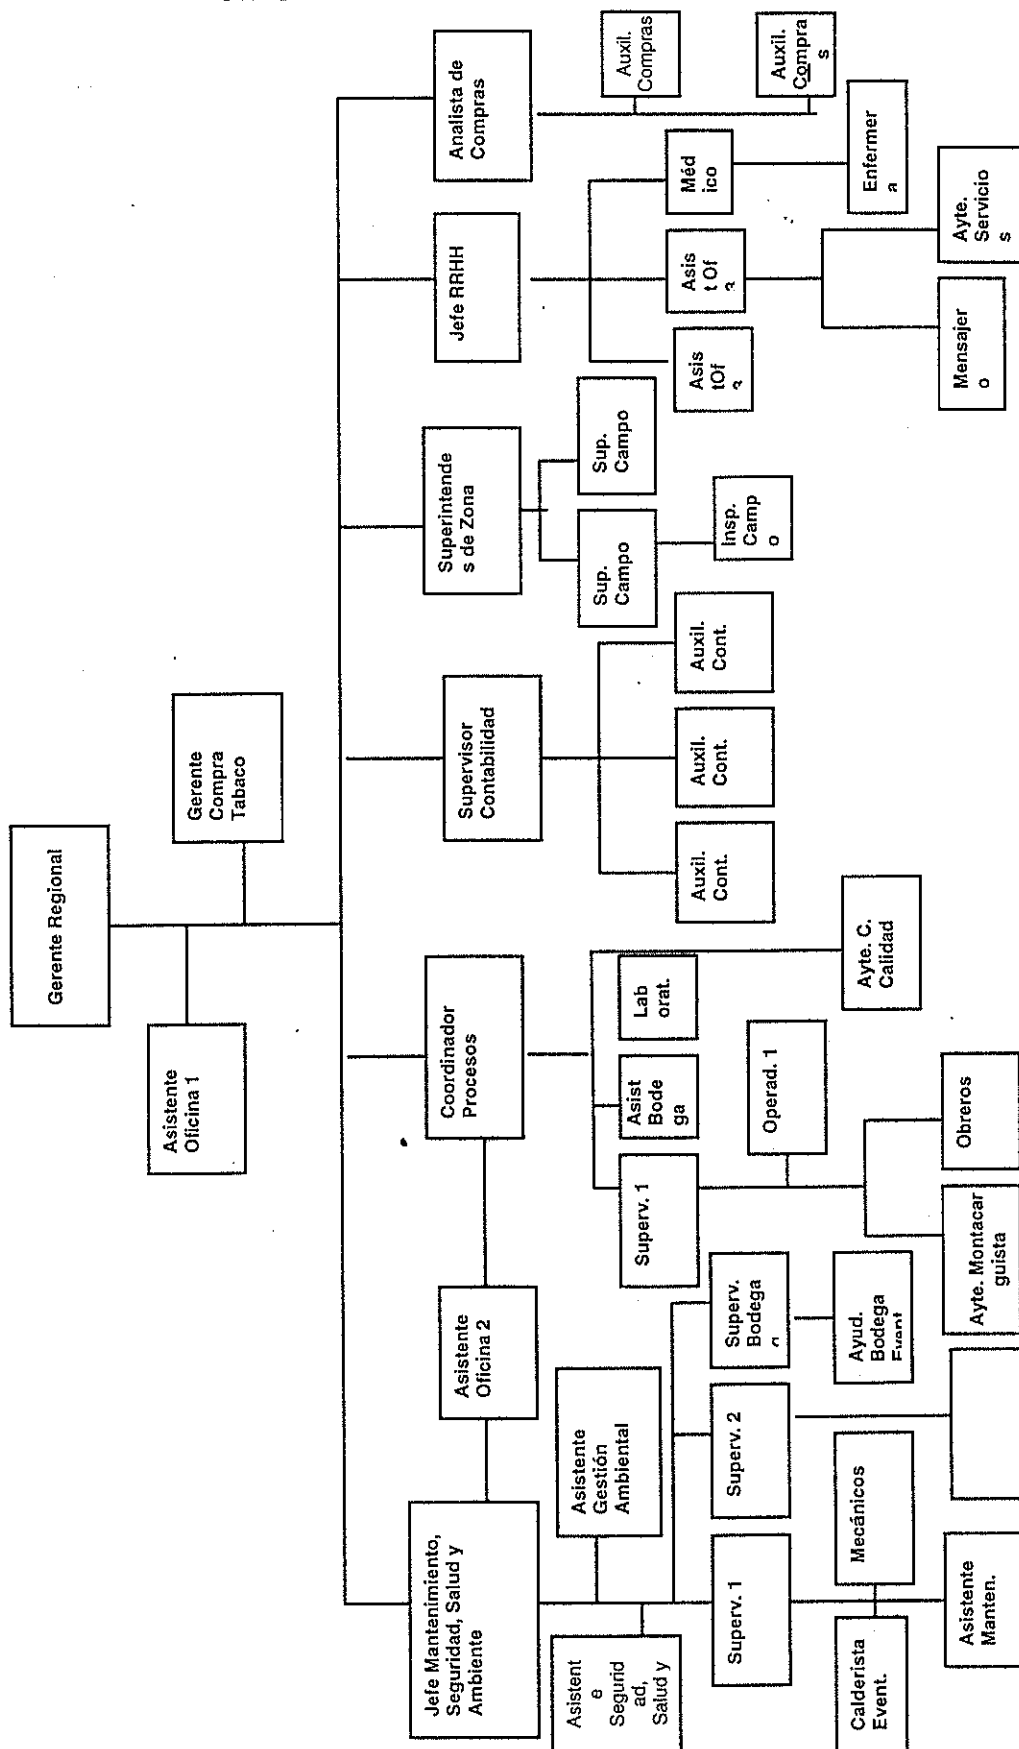 Gerente Regional
Asistente
Oficina 1
Gerente
Compra
Tabaco
Jefe Mantenimiento,
Seguridad, Salud y
Ambiente
Asistente
Oficina 2
Coordinador
Procesos
Supervisor
Contabilidad
Superintende
s de Zona
Jefe RRHH
Analista de
Compras
Asistent
e
Segurid
ad,
Salud y
Asistente
Gestión
Ambiental
Superv. 1
Asist
Bode
ga
Lab
orat.
Auxil.
Cont.
Auxil.
Cont.
Auxil.
Cont.
Sup.
Campo
Sup.
Campo
Asis
tOf
Asis
t Of
Méd
ico
Auxil.
Compras
Auxil.
Compra
s
Superv. 1
Superv. 2
Superv.
Bodega
Operad. 1
Insp.
Camp
o
Calderista
Event.
Mecánicos
Ayud.
Bodega
Event
Ayte. C.
Calidad
Enfermer
a
Asistente
Manten.
Ayte. Montacar
guista
Obreros
Mensajer
o
Ayte.
Servicio
s